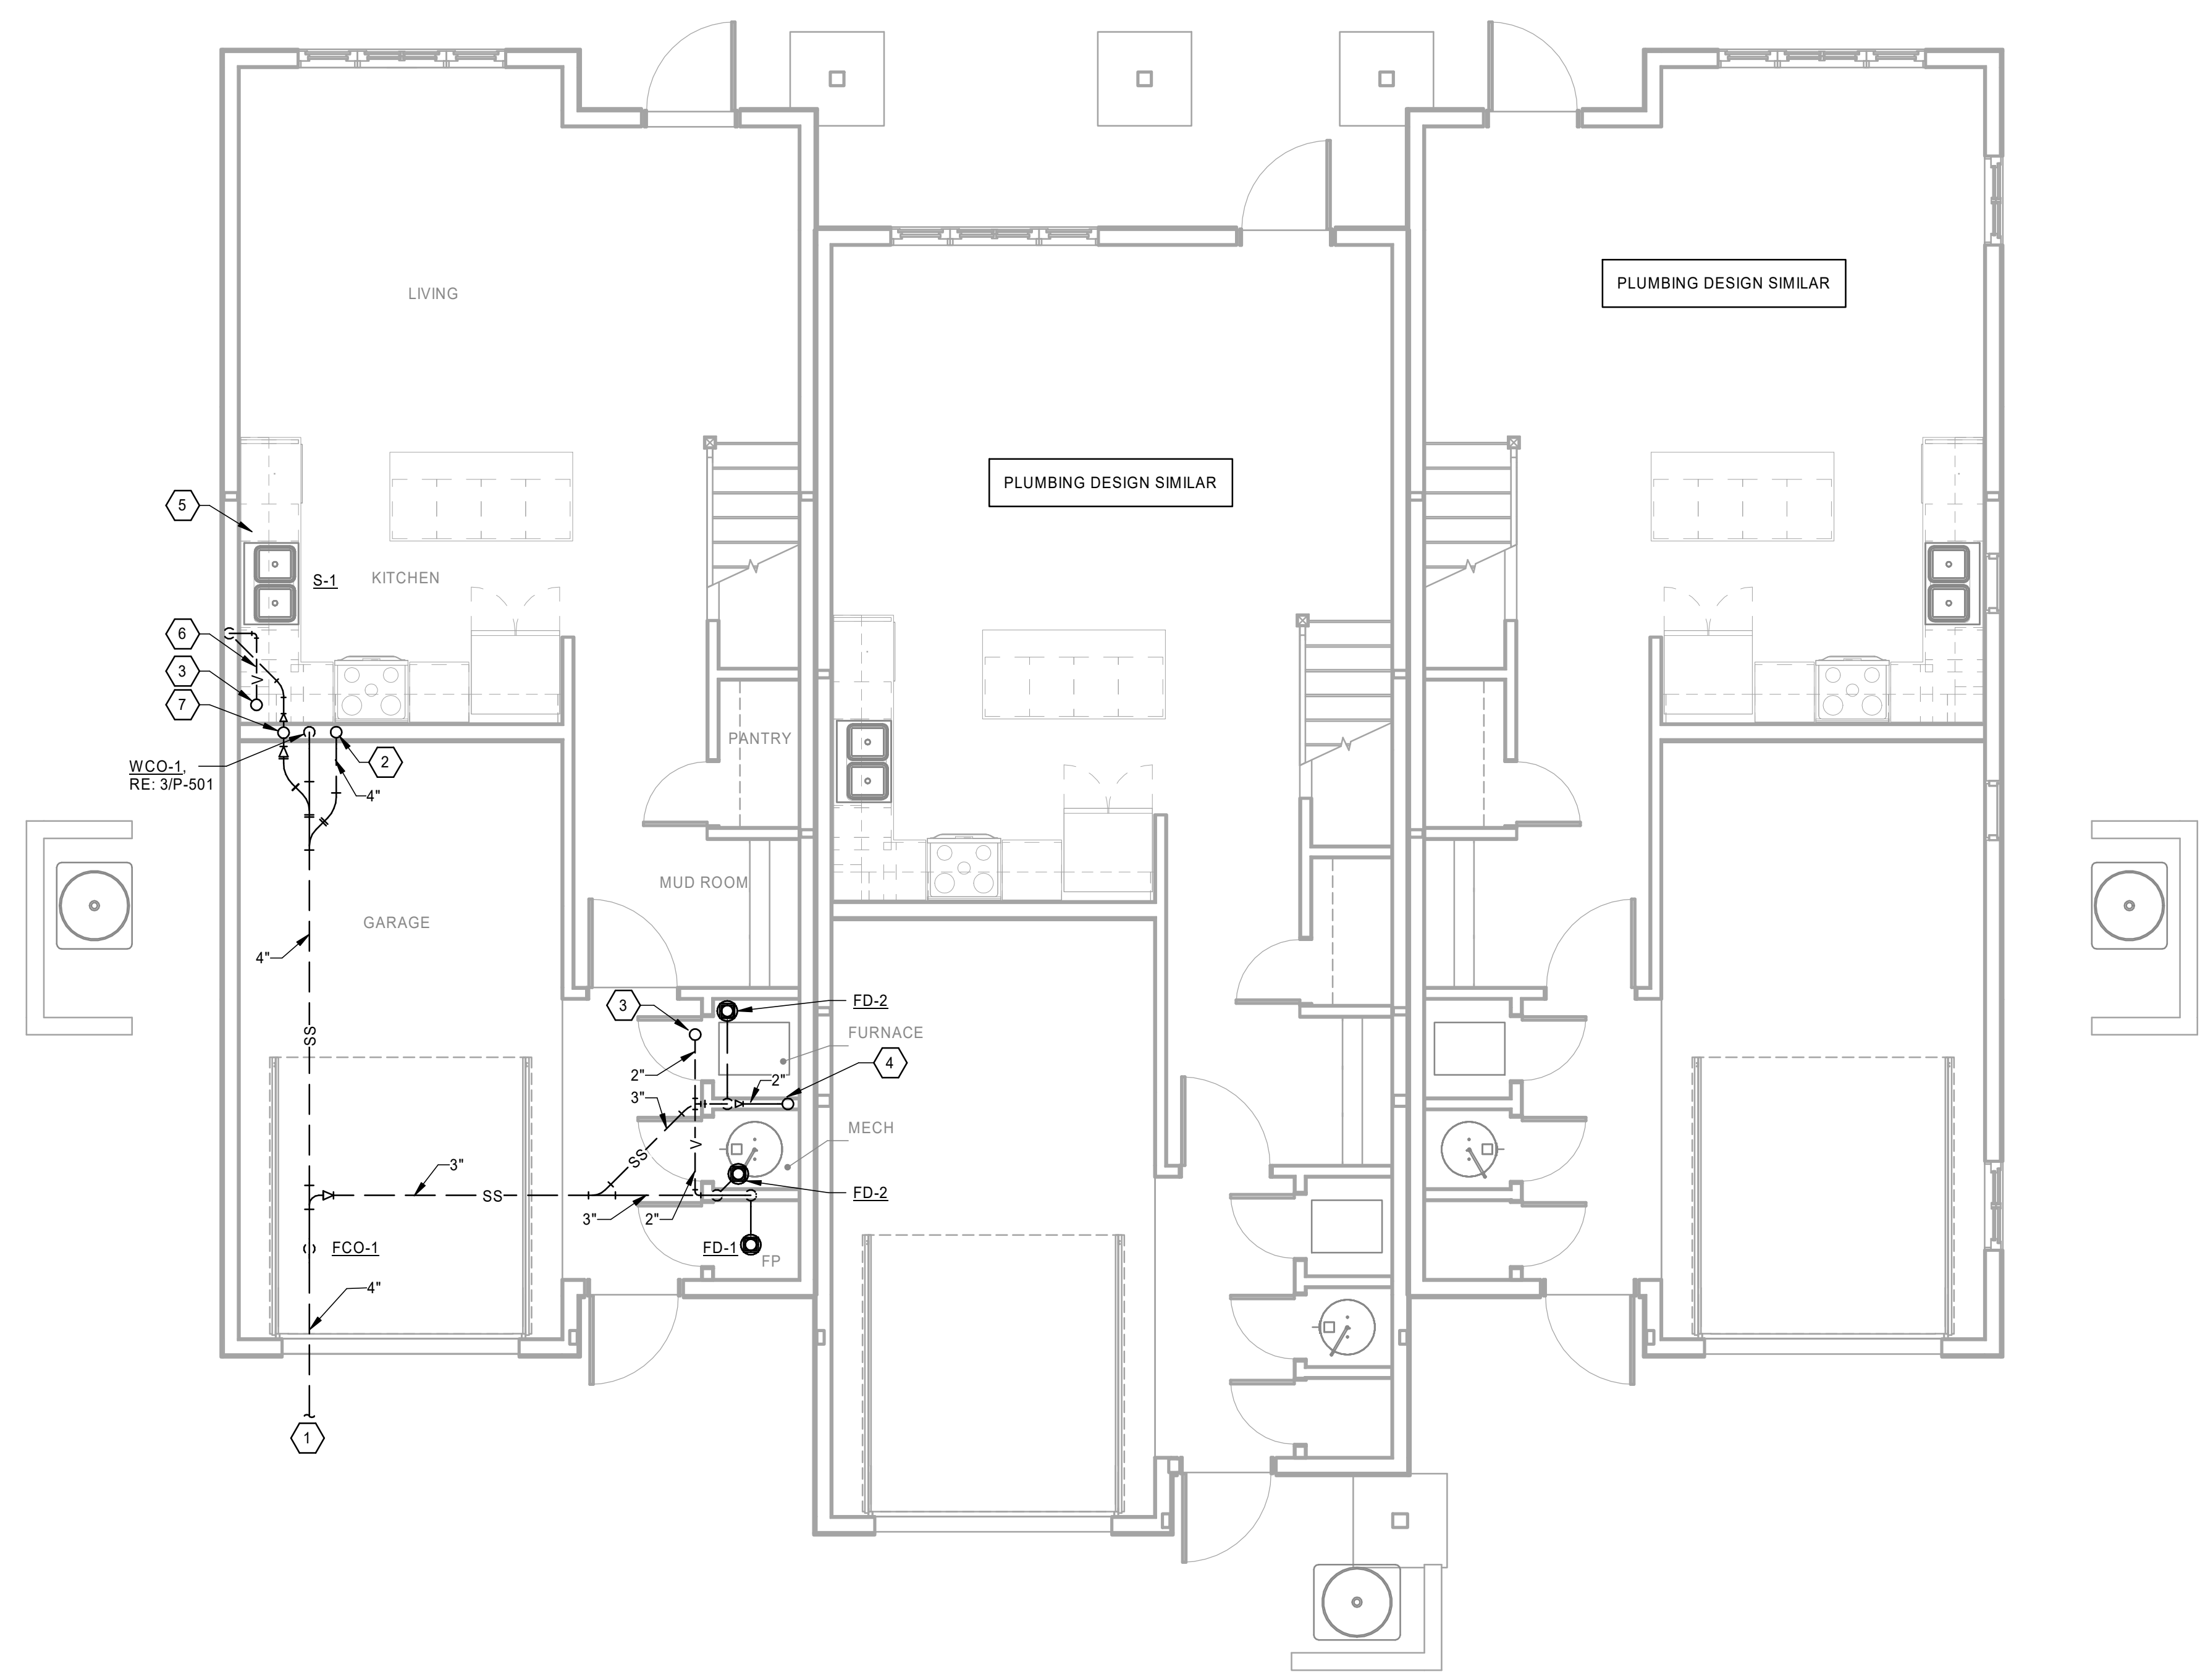 PLUMBING DESIGN SIMILAR
LIVING
PLUMBING DESIGN SIMILAR
5
S-1
KITCHEN
6
3
V
7
PANTRY
2
WCO-1,
RE: 3/P-501
4"
MUD ROOM
GARAGE
4"
3
FD-2
FURNACE
SS
4
2"
2"
3"
MECH
V
SS
3"
SS
FD-2
3"
2"
FCO-1
FD-1
FP
4"
1